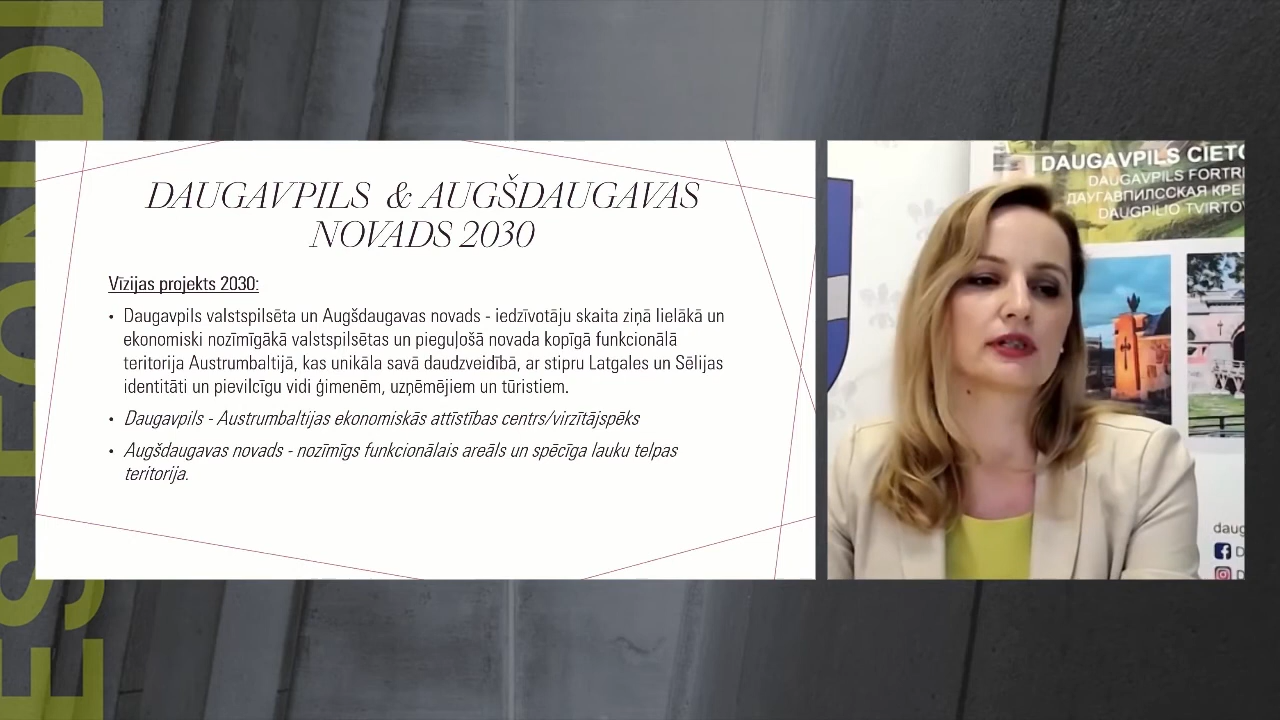 ES FONDI
DAUGAVPILS & AUGŠDAUGAVAS
NOVADS 2030
Vīzijas projekts 2030:
• Daugavpils valstspilsēta un Augšdaugavas novads - iedzīvotāju skaita ziņā lielākā un
ekonomiski nozīmīgākā valstspilsētas un pieguļošā novada kopīgā funkcionālā
teritorija Austrumbaltijā, kas unikāla savā daudzveidībā, ar stipru Latgales un Sēlijas
identitāti un pievilcīgu vidi ģimenēm, uzņēmējiem un tūristiem.
• Daugavpils - Austrumbaltijas ekonomiskās attīstības centrs/virzītājspēks
• Augšdaugavas novads - nozīmīgs funkcionālais areāls un spēcīga lauku telpas
teritorija.
DAUGAVPILS CIETO
DAUGAVPILS FORTR
ДАУГАВПИЛССКАЯ КРЕ
DAUGPILIO TVIRTOV
daug
D
D